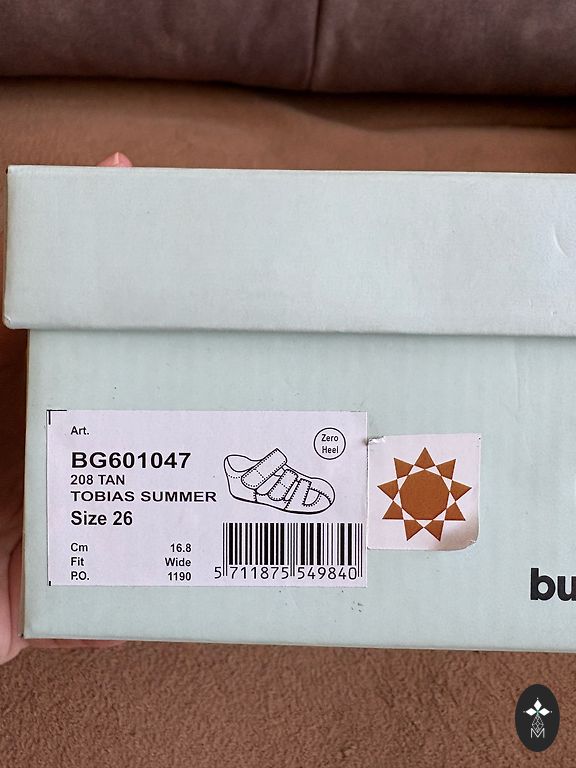 Art.
BG601047
208 TAN
TOBIAS SUMMER
Size 26
Cm 16.8
Fit Wide
P.O. 1190
Zero
Heel
5 711875 549840
bu
M